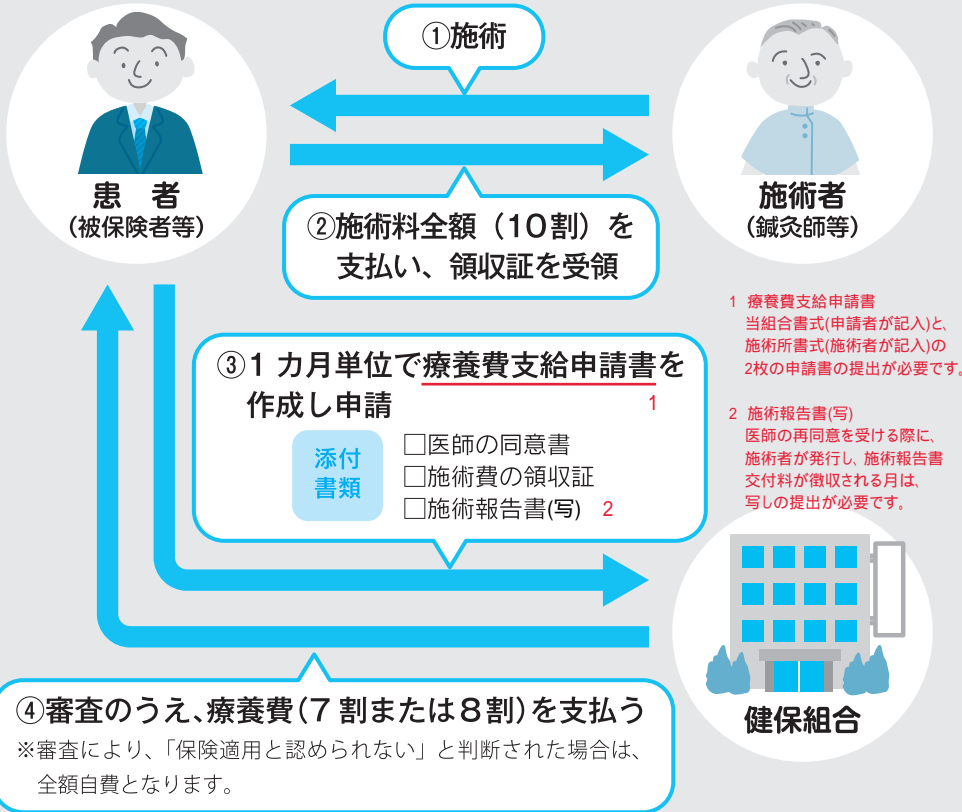 ①施術
患　者
(被保険者等)
施術者
(鍼灸師等)
②施術料全額（10割）を
支払い、領収証を受領
1 療養費支給申請書
当組合書式(申請者が記入)と、
施術所書式(施術者が記入)の
2枚の申請書の提出が必要です。
2 施術報告書(写)
医師の再同意を受ける際に、
施術者が発行し、施術報告書
交付料が徴収される月は、
写しの提出が必要です。
③1カ月単位で療養費支給申請書を
1
作成し申請
添付
書類
□医師の同意書
□施術費の領収証
□施術報告書(写) 2
健保組合
④審査のうえ、療養費(7割または8割)を支払う
※審査により、「保険適用と認められない」と判断された場合は、
全額自費となります。